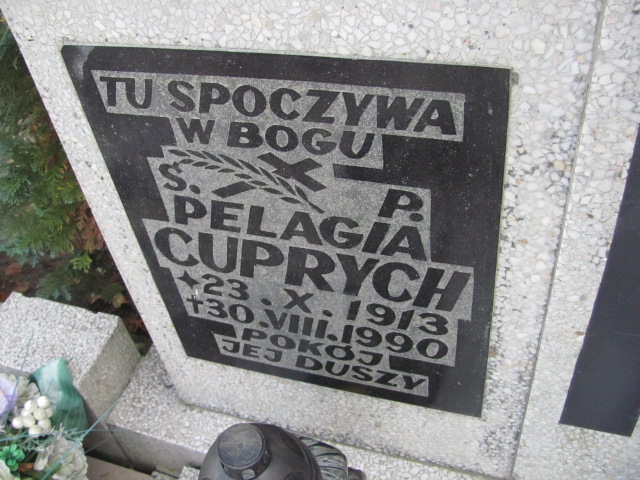 TU SPOCZYWA
W BOGU
Ś. P.
PELAGIA
CUPRYCH
★23.X.1913
†30.VIII.1990
POKÓJ
JEJ DUSZY